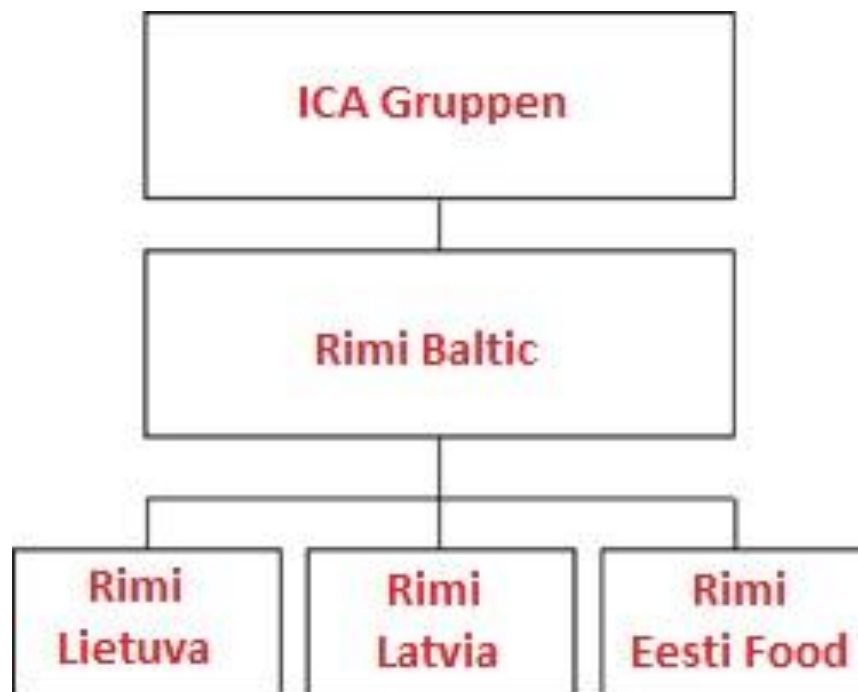 ICA Gruppen
Rimi Baltic
Rimi
Lietuva
Rimi
Latvia
Rimi
Eesti Food